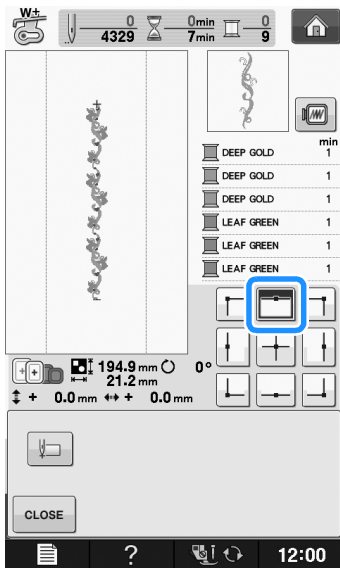 W+
0 0min 0
4329 7min 9
min
DEEP GOLD 1
DEEP GOLD 1
DEEP GOLD 1
LEAF GREEN 1
LEAF GREEN 1
LEAF GREEN 1
194.9 mm 0°
21.2 mm
+ 0.0 mm + 0.0 mm
CLOSE
? 12:00